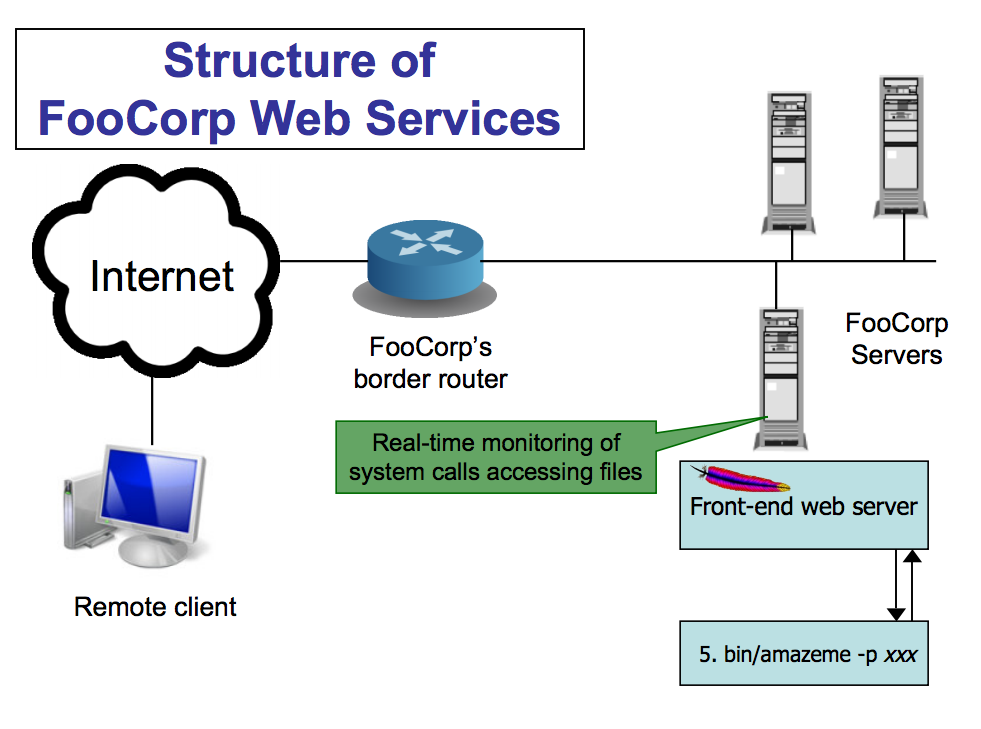 Structure of
FooCorp Web Services
Internet
FooCorp's
border router
FooCorp
Servers
Real-time monitoring of
system calls accessing files
Front-end web server
Remote client
5. bin/amazeme -p xxx